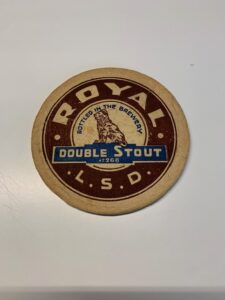 ROYAL
BOTTLED IN THE BREWERY
DOUBLE STOUT
L.S.D.